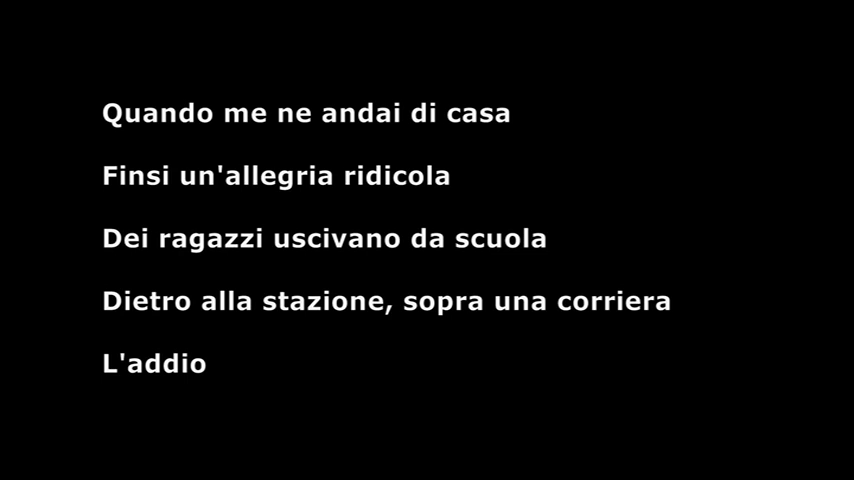 Quando me ne andai di casa
Finsi un'allegria ridicola
Dei ragazzi uscivano da scuola
Dietro alla stazione, sopra una corriera
L'addio